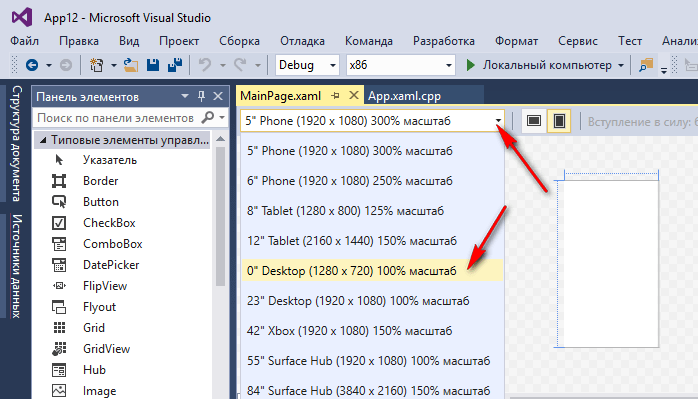 App12 - Microsoft Visual Studio
Файл Правка Вид Проект Сборка Отладка Команда Разработка Формат Сервис Тест Анализ
Debug x86 Локальный компьютер
Структура документа
Источники данных
Панель элементов
Поиск по панели элементов
Типовые элементы управл...
Указатель
Border
Button
CheckBox
ComboBox
DatePicker
FlipView
Flyout
Grid
GridView
Hub
Image
MainPage.xaml App.xaml.cpp
5" Phone (1920 x 1080) 300% масштаб
Вступление в силу:
5" Phone (1920 x 1080) 300% масштаб
6" Phone (1920 x 1080) 250% масштаб
8" Tablet (1280 x 800) 125% масштаб
12" Tablet (2160 x 1440) 150% масштаб
0" Desktop (1280 x 720) 100% масштаб
23" Desktop (1920 x 1080) 100% масштаб
42" Xbox (1920 x 1080) 150% масштаб
55" Surface Hub (1920 x 1080) 100% масштаб
84" Surface Hub (3840 x 2160) 150% масштаб